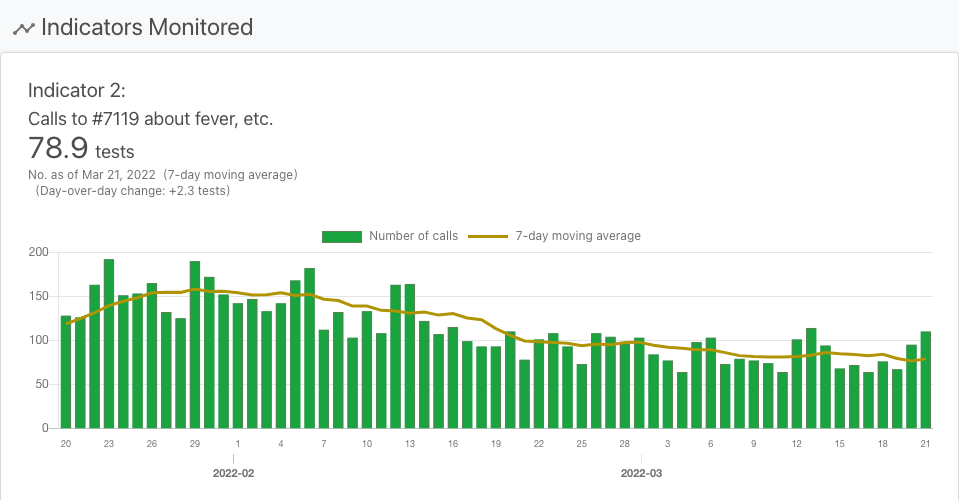 Indicators Monitored
Indicator 2:
Calls to #7119 about fever, etc.
78.9 tests
No. as of Mar 21, 2022 (7-day moving average)
(Day-over-day change: +2.3 tests)
Number of calls 7-day moving average
200
150
100
50
0
20 23 26 29 1 4 7 10 13 16 19 22 25 28 3 6 9 12 15 18 21
2022-02 2022-03